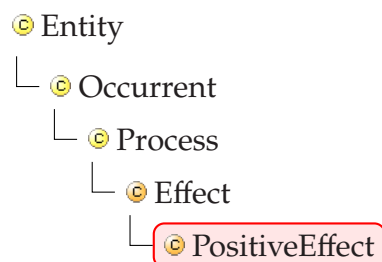 © Entity
© Occurrent
© Process
© Effect
© PositiveEffect